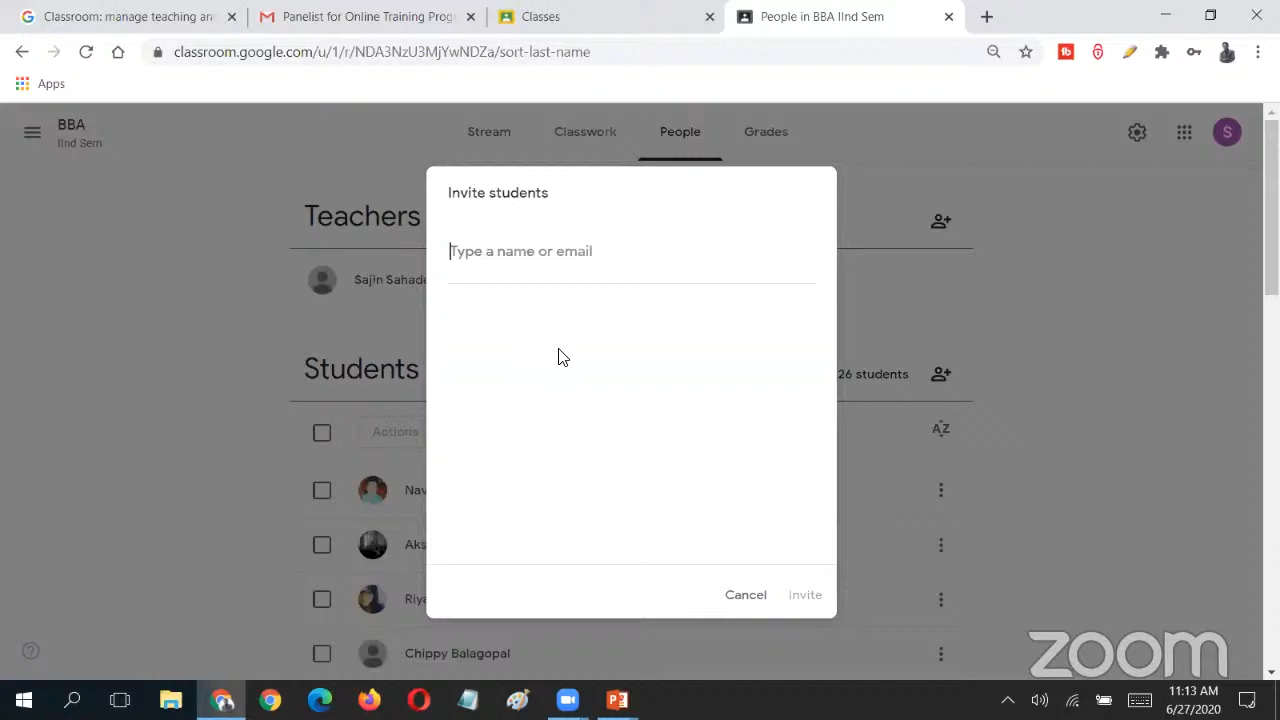 Classroom: manage teaching an
Panelist for Online Training Prog
Classes
People in BBA IInd Sem
classroom.google.com/u/1/r/NDA3NzU3MjYwNDZa/sort-last-name
Apps
BBA
IInd Sem
Stream
Classwork
People
Grades
S
Invite students
Teachers
Type a name or email
Sajin Sahade
Students
26 students
Actions
AZ
Nav
Aks
Riya
Cancel
Invite
Chippy Balagopal
zoom
11:13 AM
6/27/2020